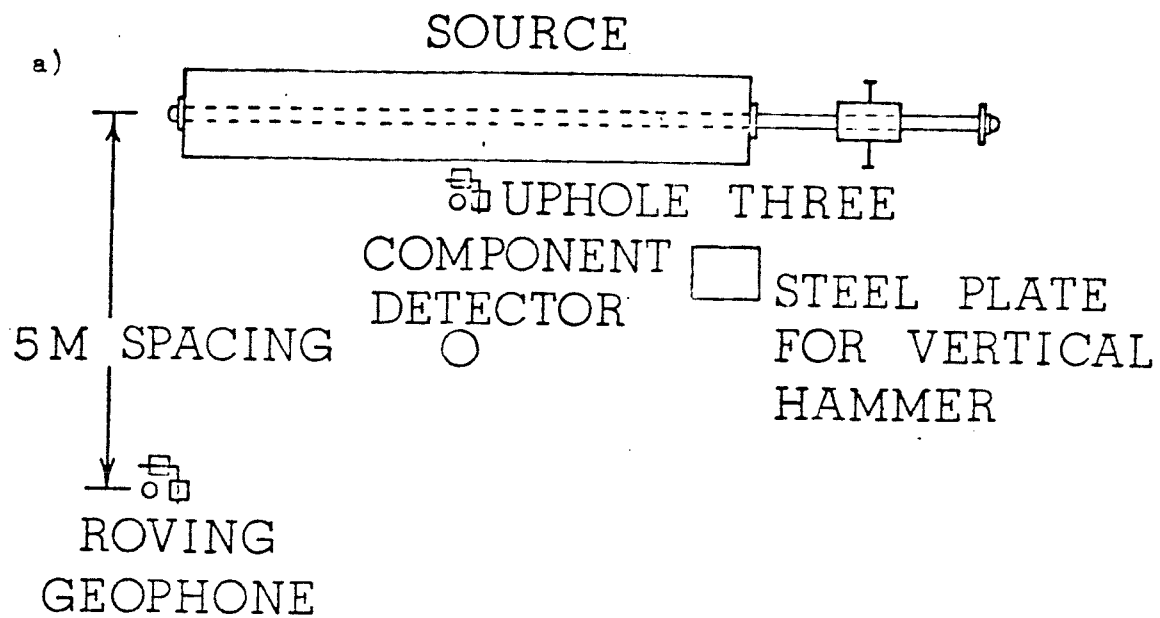 SOURCE
a)
UPHOLE THREE
COMPONENT
DETECTOR
STEEL PLATE
FOR VERTICAL
HAMMER
5M SPACING
ROVING
GEOPHONE